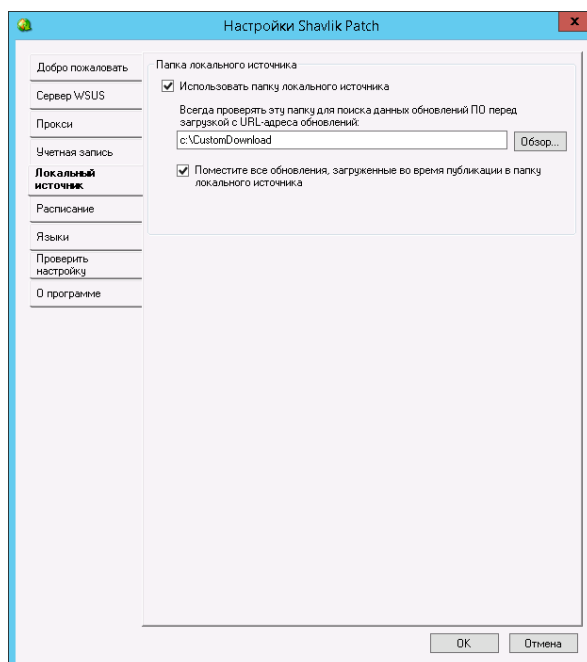 Настройки Shavlik Patch
x
Добро пожаловать
Сервер WSUS
Прокси
Учетная запись
Локальный
источник
Расписание
Языки
Проверить
настройку
О программе
Папка локального источника
Использовать папку локального источника
Всегда проверять эту папку для поиска данных обновлений ПО перед
загрузкой с URL-адреса обновлений:
c:\CustomDownload
Обзор...
Поместите все обновления, загруженные во время публикации в папку
локального источника
OK
Отмена